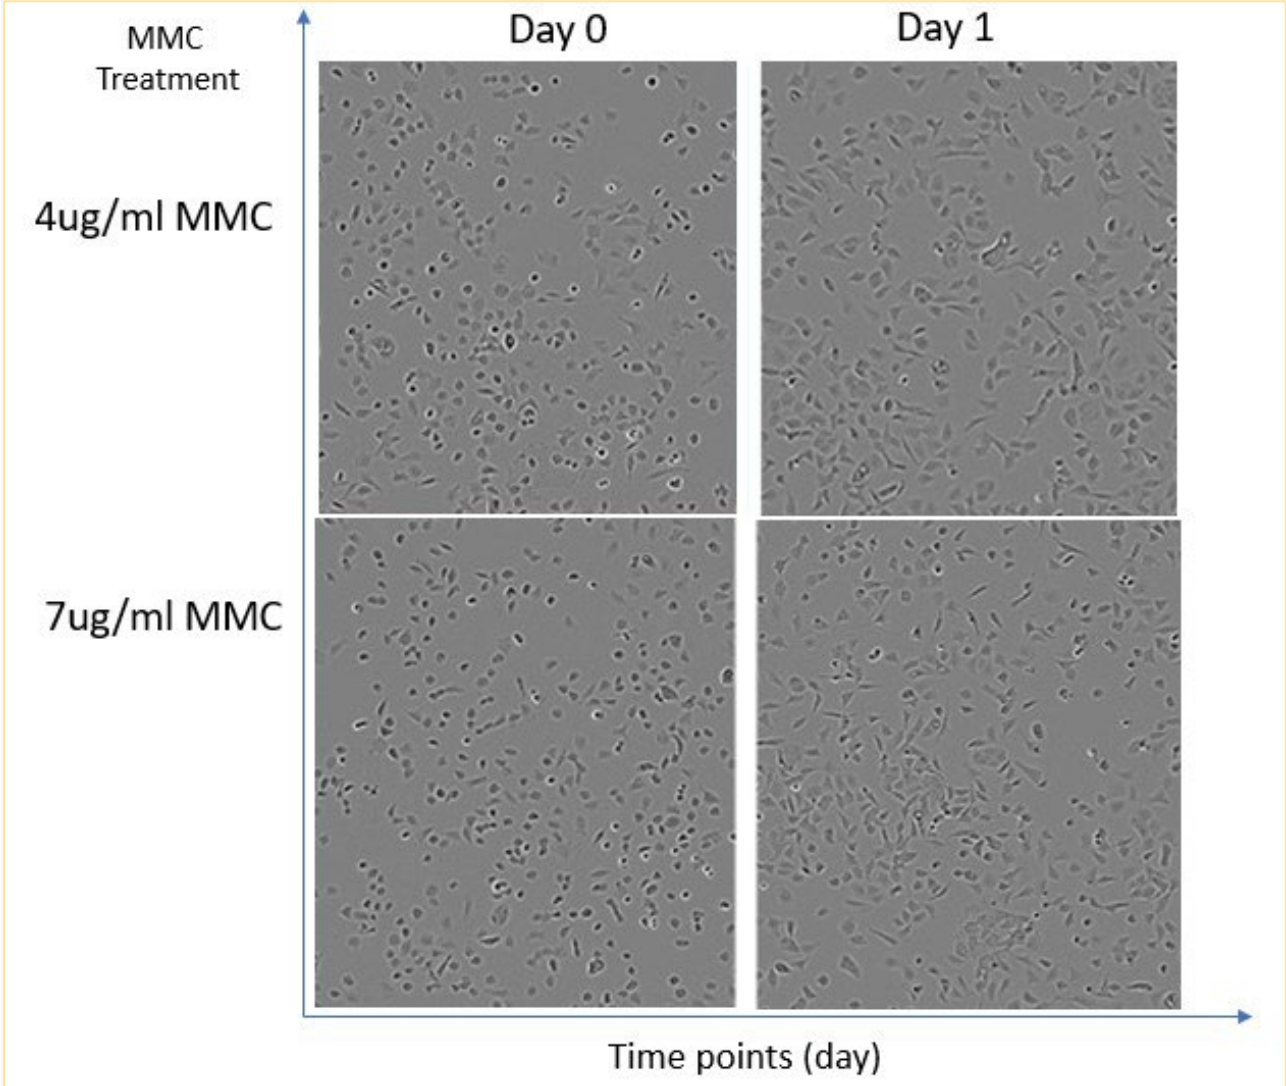 MMC
Treatment
Day 0
Day 1
4ug/ml MMC
7ug/ml MMC
Time points (day)